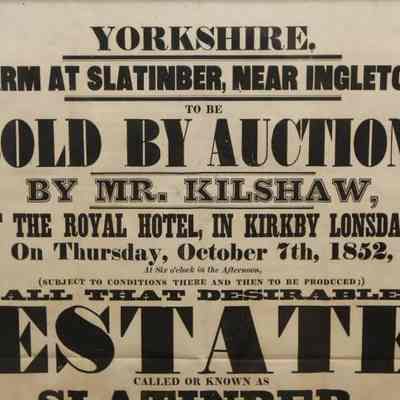 YORKSHIRE.
RM AT SLATINBER, NEAR INGLETO
TO BE
OLD BY AUCTION
BY MR. KILSHAW,
T THE ROYAL HOTEL, IN KIRKBY LONSDA
On Thursday, October 7th, 1852,
At Six o'clock in the Afternoon,
(SUBJECT TO CONDITIONS THERE AND THEN TO BE PRODUCED;)
ALL THAT DESIRABLE
ESTATE
CALLED OR KNOWN AS
SLATINBER